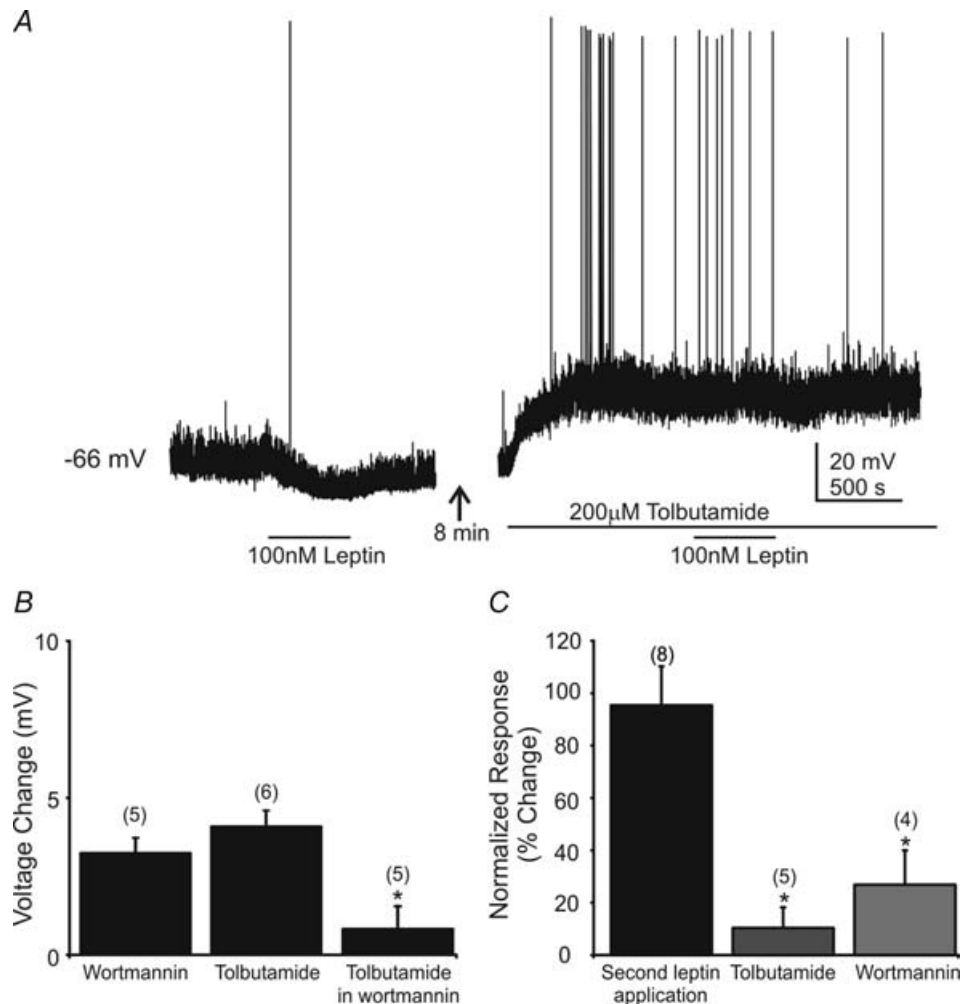 A
-66 mV
8 min
100nM Leptin
200μM Tolbutamide
100nM Leptin
20 mV
500 s
B
Voltage Change (mV)
10
5
0
(5)
(6)
(5)
*
Wortmannin
Tolbutamide
Tolbutamide
in wortmannin
C
Normalized Response
(% Change)
120
100
80
60
40
20
0
(8)
(5)
*
(4)
*
Second leptin
application
Tolbutamide
Wortmannin